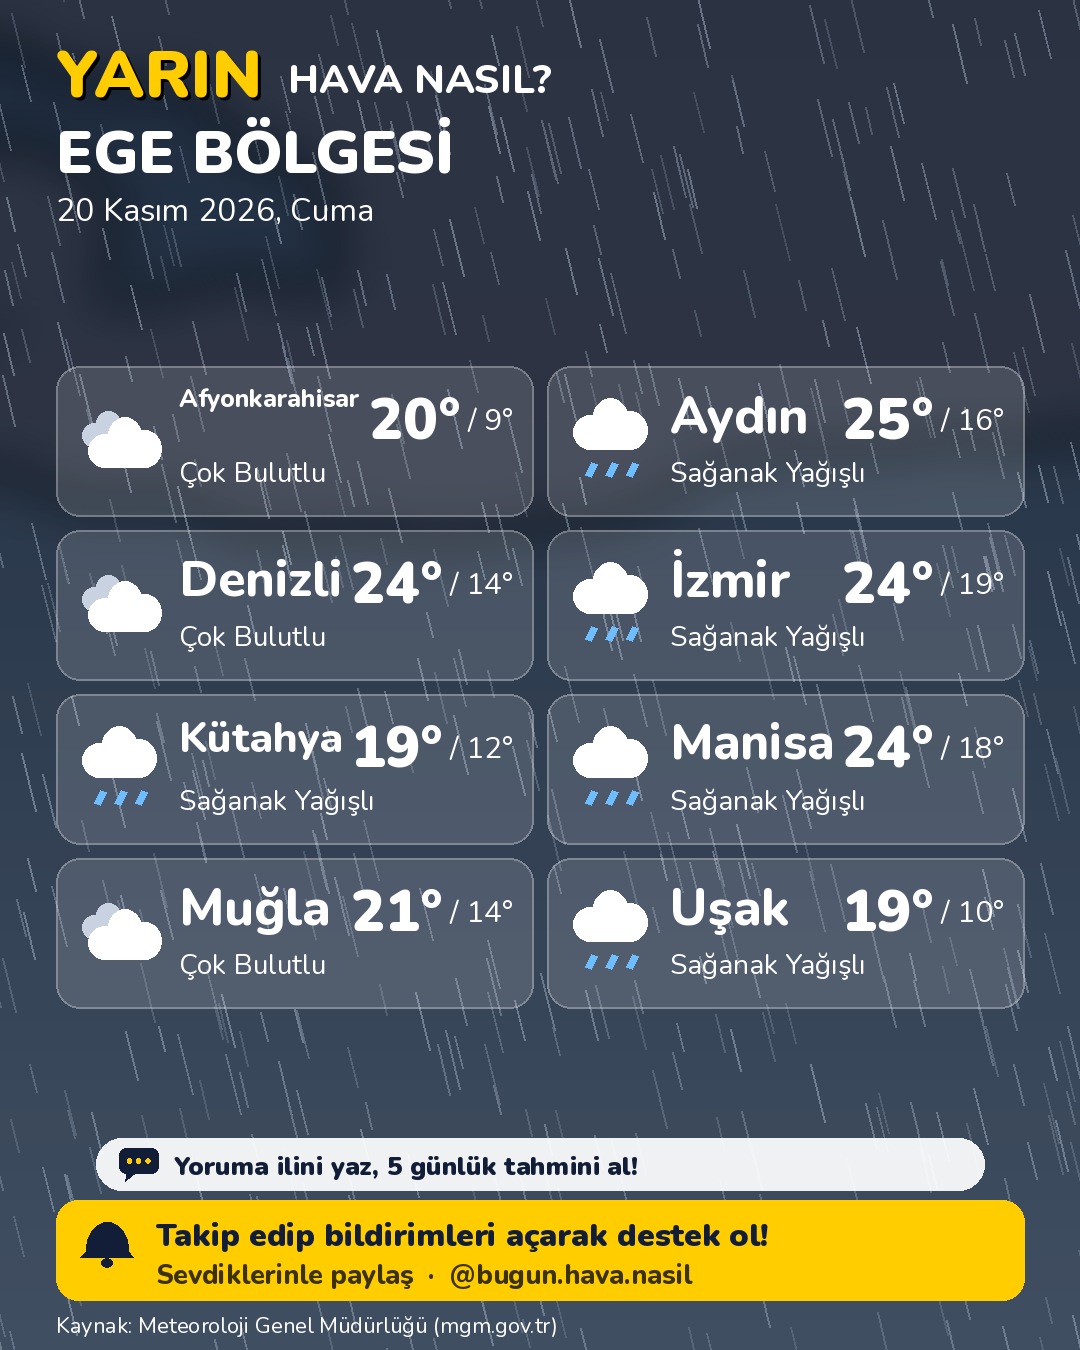 YARIN HAVA NASIL?
EGE BÖLGESİ
20 Kasım 2026, Cuma
Afyonkarahisar 20° / 9°
Çok Bulutlu
Aydın 25° / 16°
Sağanak Yağışlı
Denizli 24° / 14°
Çok Bulutlu
İzmir 24° / 19°
Sağanak Yağışlı
Kütahya 19° / 12°
Sağanak Yağışlı
Manisa 24° / 18°
Sağanak Yağışlı
Muğla 21° / 14°
Çok Bulutlu
Uşak 19° / 10°
Sağanak Yağışlı
Yoruma ilini yaz, 5 günlük tahmini al!
Takip edip bildirimleri açarak destek ol!
Sevdiklerinle paylaş · @bugun.hava.nasil
Kaynak: Meteoroloji Genel Müdürlüğü (mgm.gov.tr)